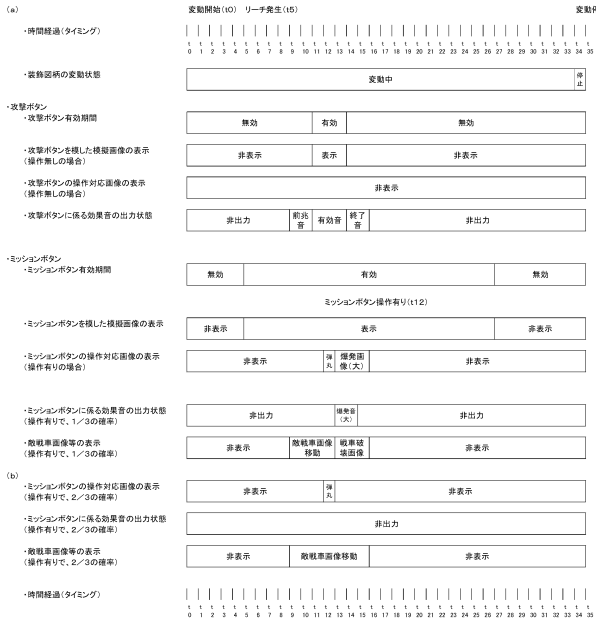 (a) 変動開始(t0) リーチ発生(t5) 変動停
・時間経過(タイミング)
t t t t t t t t t t t t t t t t t t t t t t t t t t t t t t t t t t t t
0 1 2 3 4 5 6 7 8 9 10 11 12 13 14 15 16 17 18 19 20 21 22 23 24 25 26 27 28 29 30 31 32 33 34 35
・装飾図柄の変動状態 変動中 停止
・攻撃ボタン
・攻撃ボタン有効期間 無効 有効 無効
・攻撃ボタンを模した模擬画像の表示 非表示 表示 非表示
(操作無しの場合)
・攻撃ボタンの操作対応画像の表示 非表示
(操作無しの場合)
・攻撃ボタンに係る効果音の出力状態 非出力 前兆音 有効音 終了音 非出力
・ミッションボタン
・ミッションボタン有効期間 無効 有効 無効
ミッションボタン操作有り(t12)
・ミッションボタンを模した模擬画像の表示 非表示 表示 非表示
・ミッションボタンの操作対応画像の表示 非表示 弾丸 爆発画像(大) 非表示
(操作有りの場合)
・ミッションボタンに係る効果音の出力状態 非出力 爆発音(大) 非出力
(操作有りで、1/3の確率)
・敵戦車画像等の表示 非表示 敵戦車画像移動 戦車破壊画像 非表示
(操作有りで、1/3の確率)
(b)
・ミッションボタンの操作対応画像の表示 非表示 弾丸 非表示
(操作有りで、2/3の確率)
・ミッションボタンに係る効果音の出力状態 非出力
(操作有りで、2/3の確率)
・敵戦車画像等の表示 非表示 敵戦車画像移動 非表示
(操作有りで、2/3の確率)
・時間経過(タイミング)
t t t t t t t t t t t t t t t t t t t t t t t t t t t t t t t t t t t t
0 1 2 3 4 5 6 7 8 9 10 11 12 13 14 15 16 17 18 19 20 21 22 23 24 25 26 27 28 29 30 31 32 33 34 35